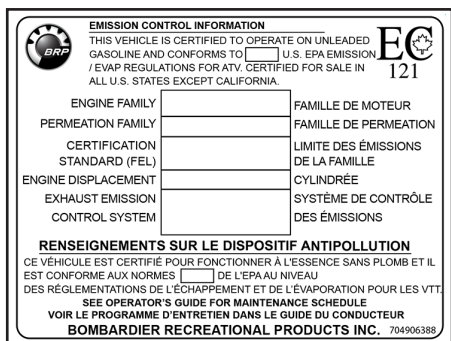 EMISSION CONTROL INFORMATION
BRP
THIS VEHICLE IS CERTIFIED TO OPERATE ON UNLEADED
GASOLINE AND CONFORMS TO U.S. EPA EMISSION
/ EVAP REGULATIONS FOR ATV. CERTIFIED FOR SALE IN
ALL U.S. STATES EXCEPT CALIFORNIA.
EC
121
ENGINE FAMILY FAMILLE DE MOTEUR
PERMEATION FAMILY FAMILLE DE PERMEATION
CERTIFICATION LIMITE DES ÉMISSIONS
STANDARD (FEL) DE LA FAMILLE
ENGINE DISPLACEMENT CYLINDRÉE
EXHAUST EMISSION SYSTÈME DE CONTRÔLE
CONTROL SYSTEM DES ÉMISSIONS
RENSEIGNEMENTS SUR LE DISPOSITIF ANTIPOLLUTION
CE VÉHICULE EST CERTIFIÉ POUR FONCTIONNER À L'ESSENCE SANS PLOMB ET IL
EST CONFORME AUX NORMES DE L'EPA AU NIVEAU
DES RÉGLEMENTATIONS DE L'ÉCHAPPEMENT ET DE L'ÉVAPORATION POUR LES VTT.
SEE OPERATOR'S GUIDE FOR MAINTENANCE SCHEDULE
VOIR LE PROGRAMME D'ENTRETIEN DANS LE GUIDE DU CONDUCTEUR
BOMBARDIER RECREATIONAL PRODUCTS INC. 704906388